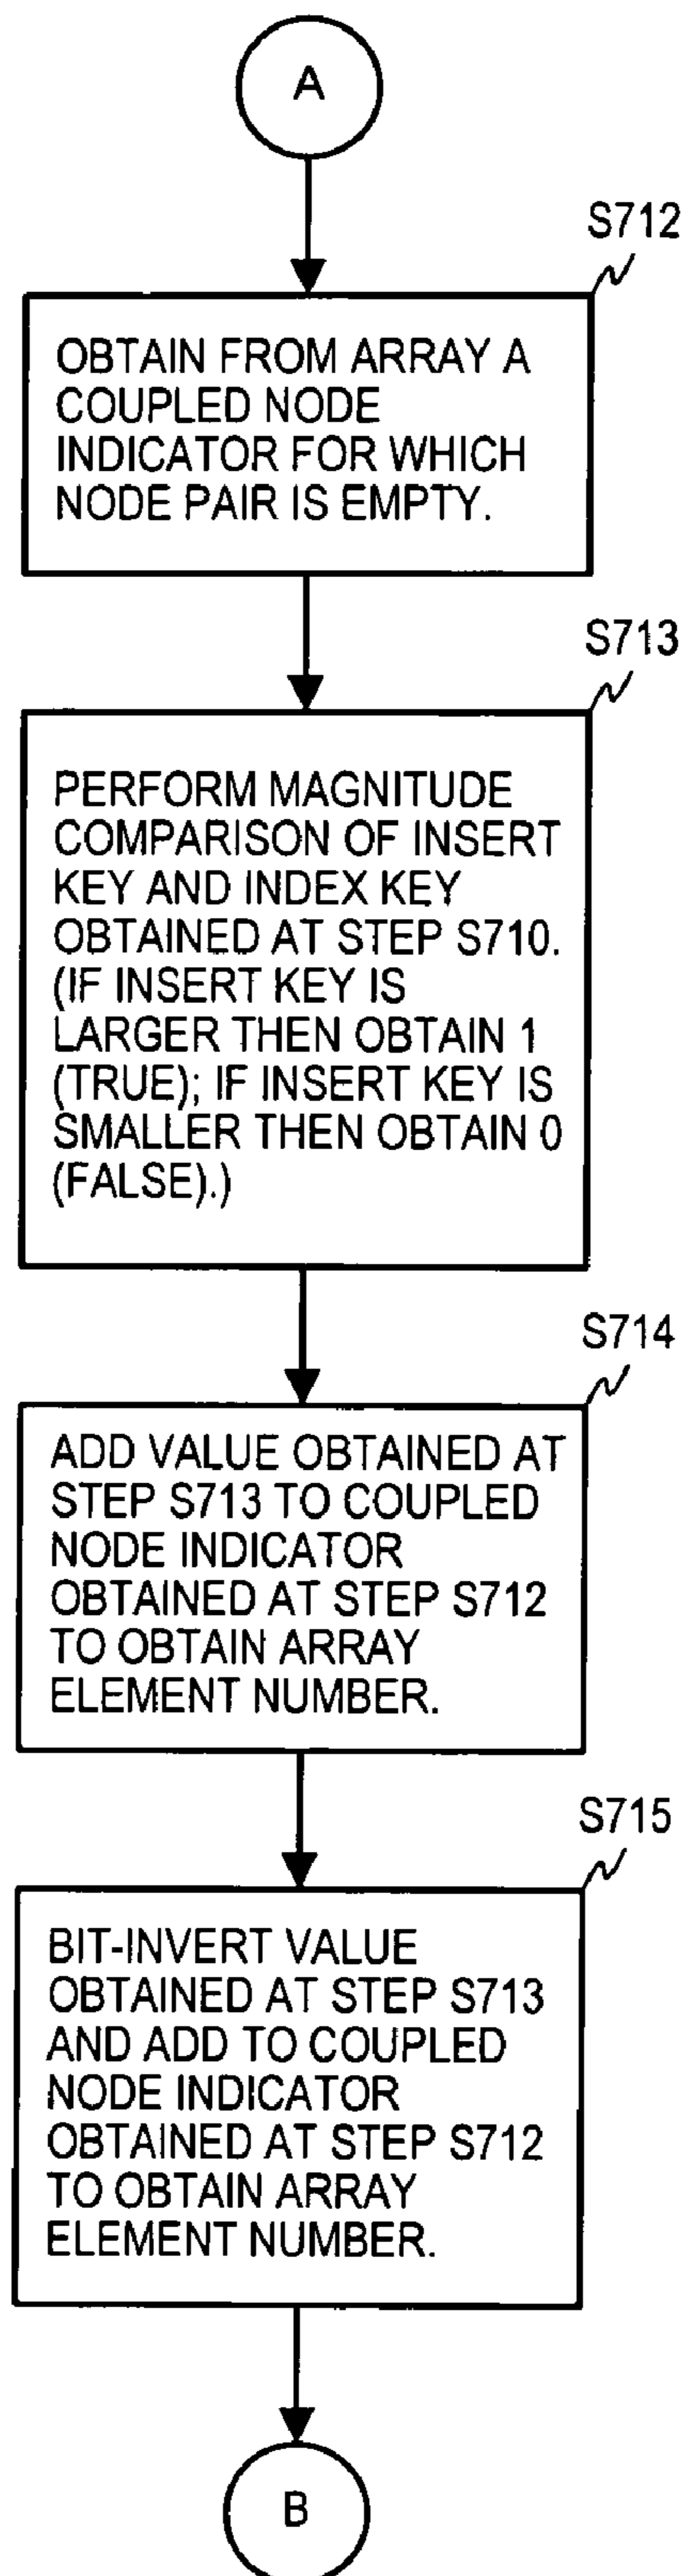 A
S712
OBTAIN FROM ARRAY A
COUPLED NODE
INDICATOR FOR WHICH
NODE PAIR IS EMPTY.
S713
PERFORM MAGNITUDE
COMPARISON OF INSERT
KEY AND INDEX KEY
OBTAINED AT STEP S710.
(IF INSERT KEY IS
LARGER THEN OBTAIN 1
(TRUE); IF INSERT KEY IS
SMALLER THEN OBTAIN 0
(FALSE).)
S714
ADD VALUE OBTAINED AT
STEP S713 TO COUPLED
NODE INDICATOR
OBTAINED AT STEP S712
TO OBTAIN ARRAY
ELEMENT NUMBER.
S715
BIT-INVERT VALUE
OBTAINED AT STEP S713
AND ADD TO COUPLED
NODE INDICATOR
OBTAINED AT STEP S712
TO OBTAIN ARRAY
ELEMENT NUMBER.
B